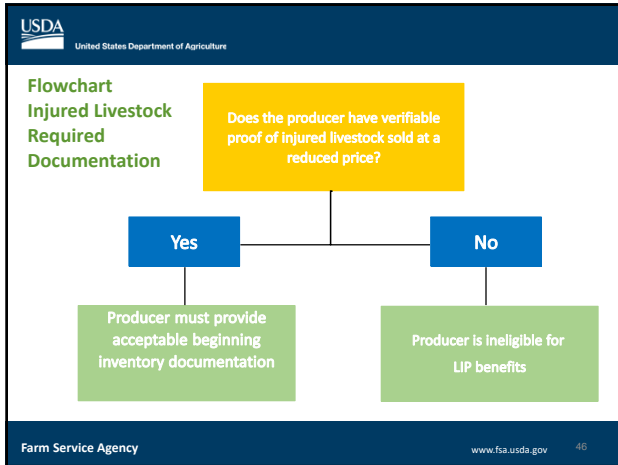 USDA
United States Department of Agriculture
Flowchart
Injured Livestock
Required
Documentation
Does the producer have verifiable
proof of injured livestock sold at a
reduced price?
Yes
No
Producer must provide
acceptable beginning
inventory documentation
Producer is ineligible for
LIP benefits
Farm Service Agency
www.fsa.usda.gov
46